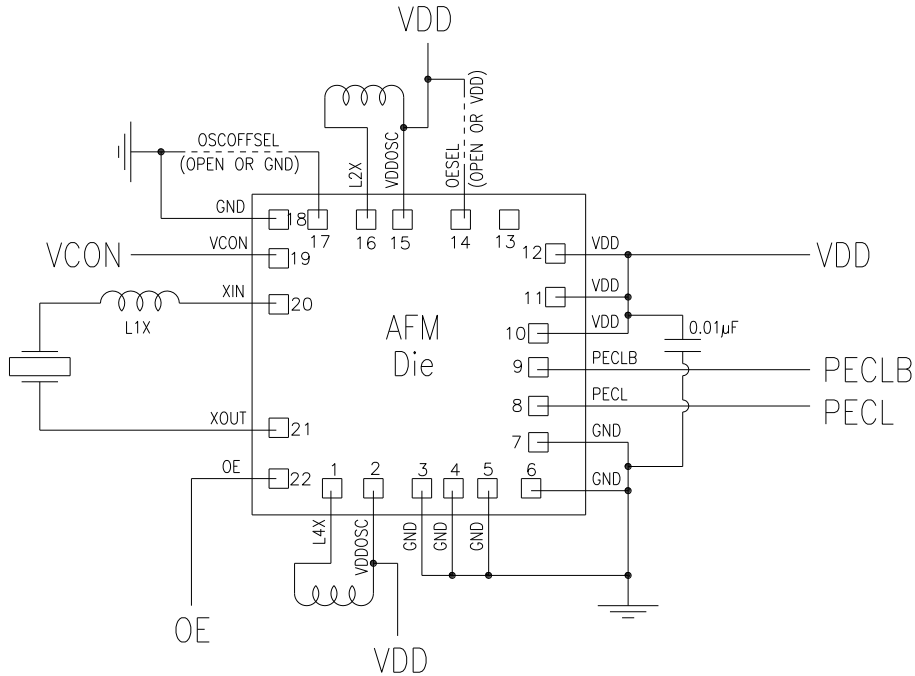 VDD
OSCOFFSEL
(OPEN OR GND)
L2X
VDDOSC
OESEL
(OPEN OR VDD)
GND
18
17
16
15
14
13
VCON
VCON
19
12
VDD
VDD
XIN
20
11
VDD
L1X
AFM
Die
10
VDD
0.01µF
9
PECLB
PECLB
8
PECL
PECL
XOUT
21
7
GND
OE
22
1
2
3
4
5
6
GND
L4X
VDDOSC
GND
GND
GND
OE
VDD